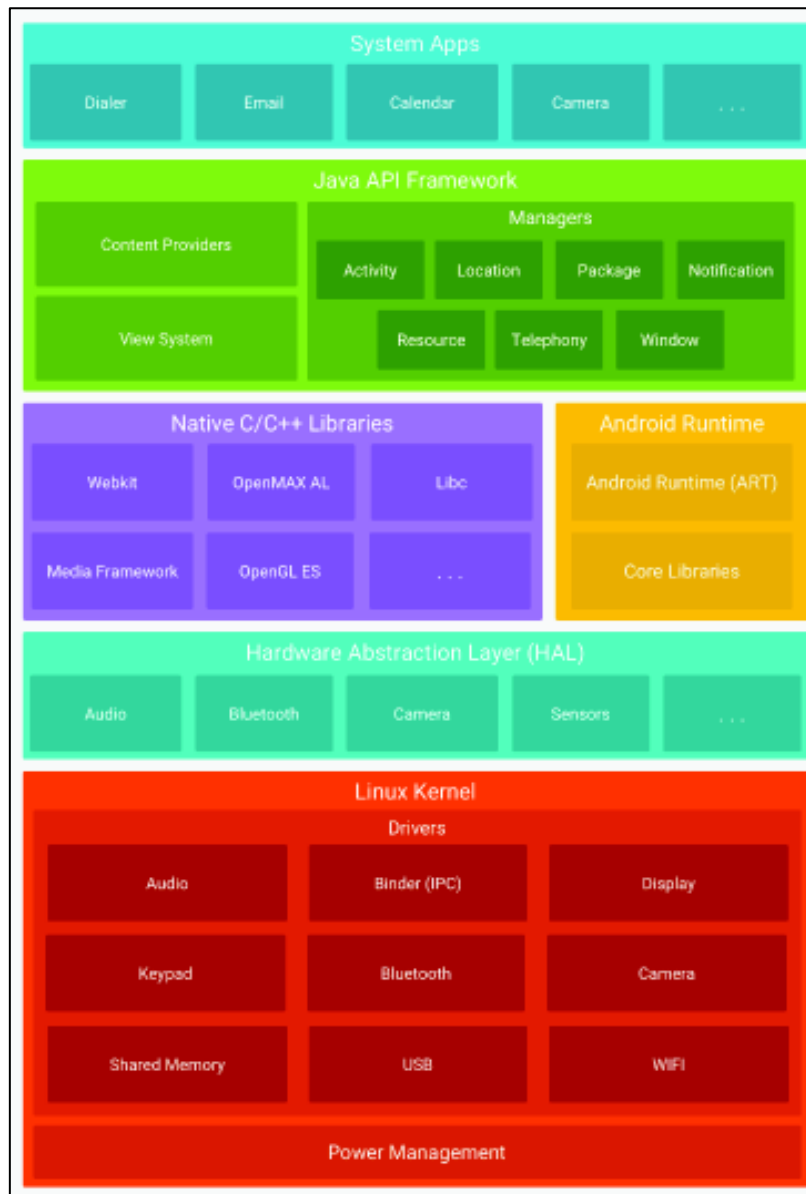 System Apps
Dialer
Email
Calendar
Camera
. . .
Java API Framework
Content Providers
View System
Managers
Activity
Location
Package
Notification
Resource
Telephony
Window
Native C/C++ Libraries
Webkit
OpenMAX AL
Libc
Media Framework
OpenGL ES
. . .
Android Runtime
Android Runtime (ART)
Core Libraries
Hardware Abstraction Layer (HAL)
Audio
Bluetooth
Camera
Sensors
. . .
Linux Kernel
Drivers
Audio
Binder (IPC)
Display
Keypad
Bluetooth
Camera
Shared Memory
USB
WIFI
Power Management